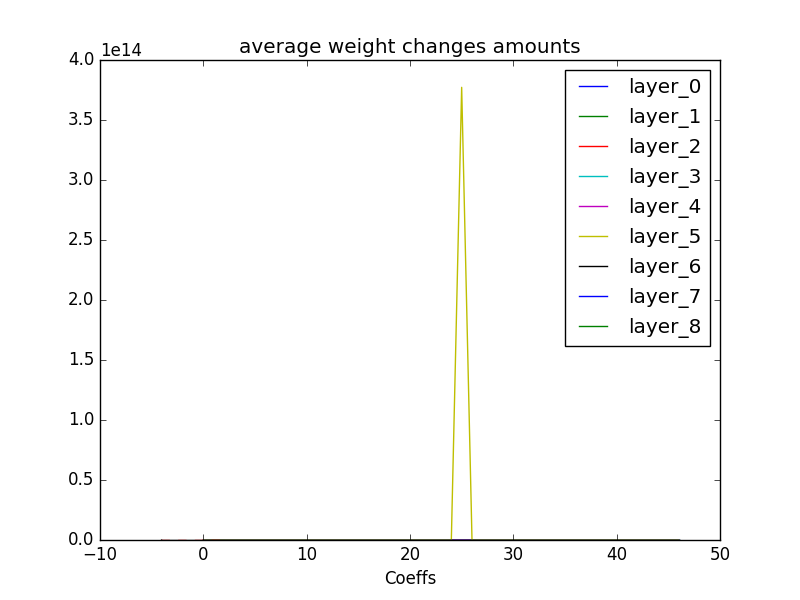 average weight changes amounts
1e14
4.0
3.5
3.0
2.5
2.0
1.5
1.0
0.5
0.0
−10
0
10
20
30
40
50
Coeffs
layer_0
layer_1
layer_2
layer_3
layer_4
layer_5
layer_6
layer_7
layer_8